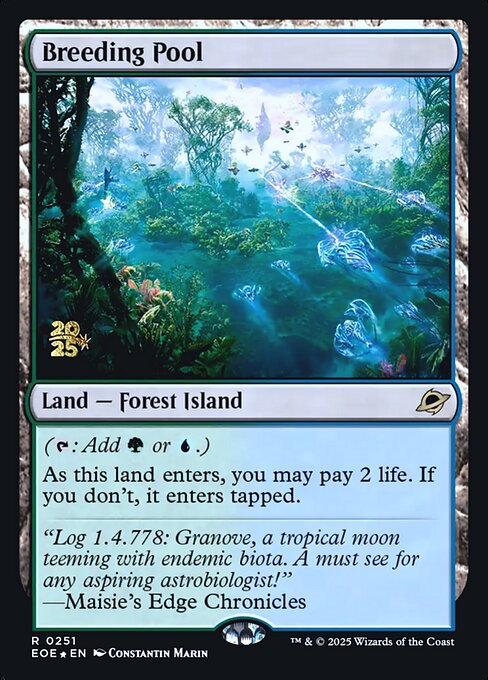 Breeding Pool
20
25
Land — Forest Island
( : Add or .)
As this land enters, you may pay 2 life. If
you don't, it enters tapped.
“Log 1.4.778: Granove, a tropical moon
teeming with endemic biota. A must see for
any aspiring astrobiologist!”
—Maisie's Edge Chronicles
R 0251
EOE★EN Constantin Marin
™ & © 2025 Wizards of the Coast